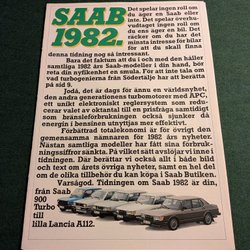 SAAB
1982.
Det spelar ingen roll om
du äger en Saab eller
inte. Det spelar överhu-
vudtaget ingen roll om
du ens äger en bil. Det
räcker om du har det
minsta intresse för bilar
för att du skall finna
denna tidning nog så intressant.
Bara det faktum att du i och med den håller
samtliga 1982 års Saab-modeller i din hand, bör
reta din nyfikenhet en smula. För att inte tala om
vad turbogenierna från Södertälje har att berätta
på sid 9.
Jodå, det är dags för ännu en världsnyhet,
den andra generationens turbomotorer med APC,
ett unikt elektroniskt reglersystem som redu-
cerar valet av oktantal till en prisfråga samtidigt
som bränsleförbrukningen också sjunker då
energin i bensinen utnyttjas mer effektivt.
Förbättrad totalekonomi är för övrigt den
gemensamma nämnaren för 1982 års nyheter.
Nästan samtliga modeller har fått sina förbruk-
ningssiffror sänkta. På vilket sätt avslöjar vi inne i
tidningen. Där berättar vi också allt i både bild
och text om årets övriga nyheter, samt en hel del
om de olika tillbehör du kan köpa i Saab Butiken.
Varsågod. Tidningen om Saab 1982 är din,
från Saab
900
Turbo
till
lilla Lancia A112.